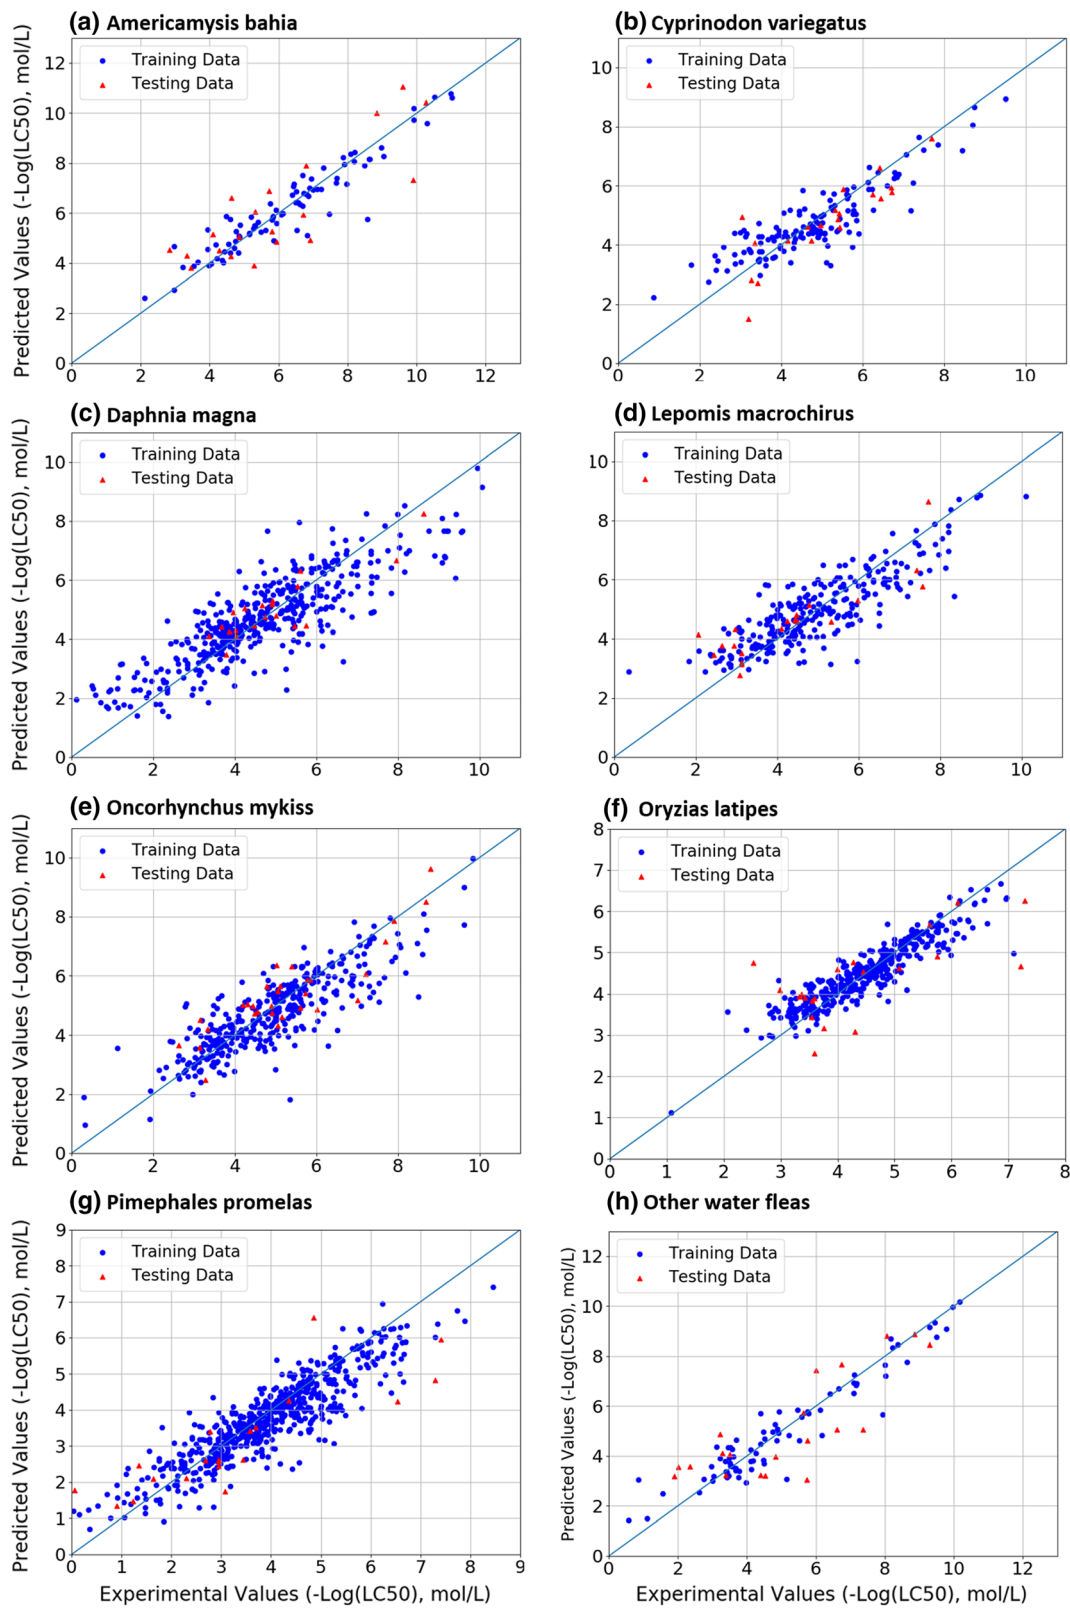 (a) Americamysis bahia
Predicted Values (-Log(LC50), mol/L)
Training Data
Testing Data
12
10
8
6
4
2
0
0 2 4 6 8 10 12
(b) Cyprinodon variegatus
Training Data
Testing Data
10
8
6
4
2
0
0 2 4 6 8 10
(c) Daphnia magna
Predicted Values (-Log(LC50), mol/L)
Training Data
Testing Data
10
8
6
4
2
0
0 2 4 6 8 10
(d) Lepomis macrochirus
Training Data
Testing Data
10
8
6
4
2
0
0 2 4 6 8 10
(e) Oncorhynchus mykiss
Predicted Values (-Log(LC50), mol/L)
Training Data
Testing Data
10
8
6
4
2
0
0 2 4 6 8 10
(f) Oryzias latipes
Training Data
Testing Data
8
7
6
5
4
3
2
1
0
0 1 2 3 4 5 6 7 8
(g) Pimephales promelas
Predicted Values (-Log(LC50), mol/L)
Training Data
Testing Data
9
8
7
6
5
4
3
2
1
0
0 1 2 3 4 5 6 7 8 9
Experimental Values (-Log(LC50), mol/L)
(h) Other water fleas
Predicted Values (-Log(LC50), mol/L)
Training Data
Testing Data
12
10
8
6
4
2
0
0 2 4 6 8 10 12
Experimental Values (-Log(LC50), mol/L)